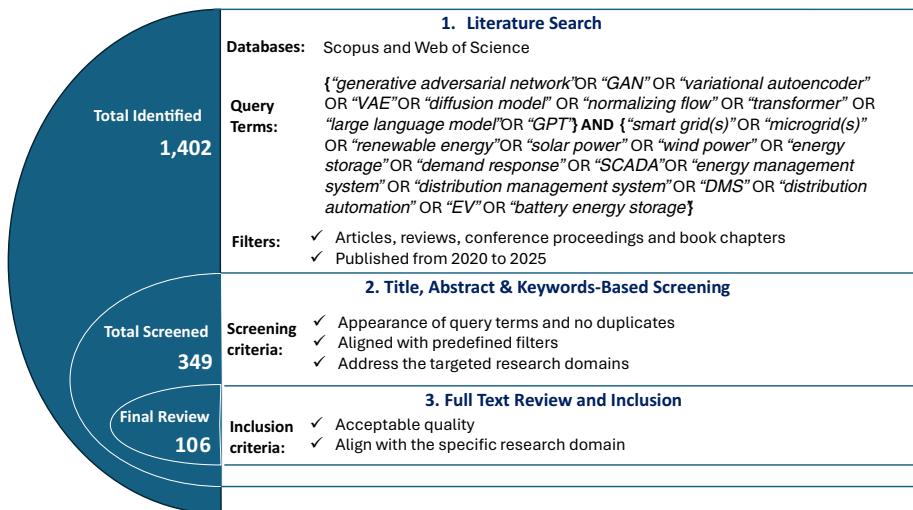 1. Literature Search
Databases: Scopus and Web of Science
Total Identified
1,402
Query Terms:
{“generative adversarial network”OR “GAN” OR “variational autoencoder”
OR “VAE”OR “diffusion model” OR “normalizing flow” OR “transformer” OR
“large language model”OR “GPT”} AND {“smart grid(s)” OR “microgrid(s)”
OR “renewable energy”OR “solar power” OR “wind power” OR “energy
storage” OR “demand response” OR “SCADA”OR “energy management
system” OR “distribution management system” OR “DMS” OR “distribution
automation” OR “EV” OR “battery energy storage”}
Filters:
✓ Articles, reviews, conference proceedings and book chapters
✓ Published from 2020 to 2025
2. Title, Abstract & Keywords-Based Screening
Total Screened
349
Screening
criteria:
✓ Appearance of query terms and no duplicates
✓ Aligned with predefined filters
✓ Address the targeted research domains
3. Full Text Review and Inclusion
Final Review
106
Inclusion
criteria:
✓ Acceptable quality
✓ Align with the specific research domain